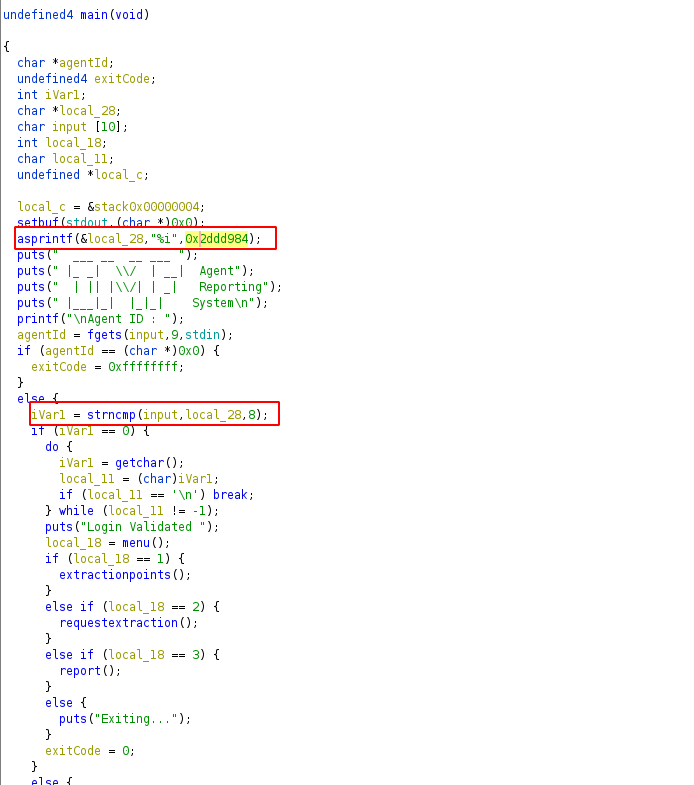 undefined4 main(void)
{
char *agentId;
undefined4 exitCode;
int iVar1;
char *local_28;
char input [10];
int local_18;
char local_11;
undefined *local_c;
local_c = &stack0x00000004;
setbuf(stdout,(char *)0x0);
asprintf(&local_28,"%i",0x2ddd984);
puts("  ___ __  __ ___ ");
puts(" |_ _|  \\/  | __|  Agent");
puts("  | || |\\/| | _|   Reporting");
puts(" |___|_|  |_|_|    System\n");
printf("\nAgent ID : ");
agentId = fgets(input,9,stdin);
if (agentId == (char *)0x0) {
exitCode = 0xffffffff;
}
else {
iVar1 = strncmp(input,local_28,8);
if (iVar1 == 0) {
do {
iVar1 = getchar();
local_11 = (char)iVar1;
if (local_11 == '\n') break;
} while (local_11 != -1);
puts("Login Validated ");
local_18 = menu();
if (local_18 == 1) {
extractionpoints();
}
else if (local_18 == 2) {
requestextraction();
}
else if (local_18 == 3) {
report();
}
else {
puts("Exiting...");
}
exitCode = 0;
}
else {